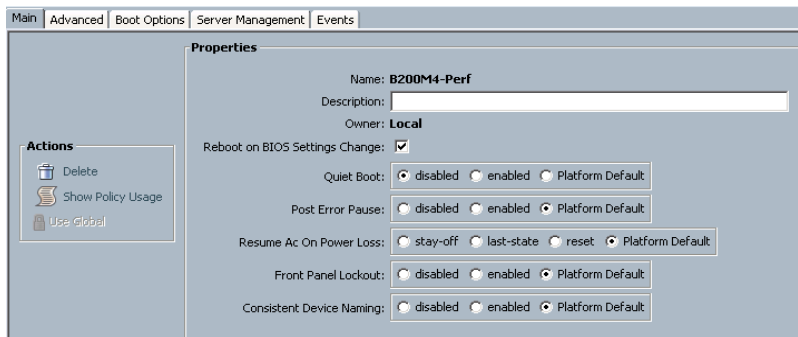 Main Advanced Boot Options Server Management Events
Properties
Name: B200M4-Perf
Description:
Owner: Local
Actions
Delete
Show Policy Usage
Use Global
Reboot on BIOS Settings Change:
Quiet Boot: disabled enabled Platform Default
Post Error Pause: disabled enabled Platform Default
Resume Ac On Power Loss: stay-off last-state reset Platform Default
Front Panel Lockout: disabled enabled Platform Default
Consistent Device Naming: disabled enabled Platform Default